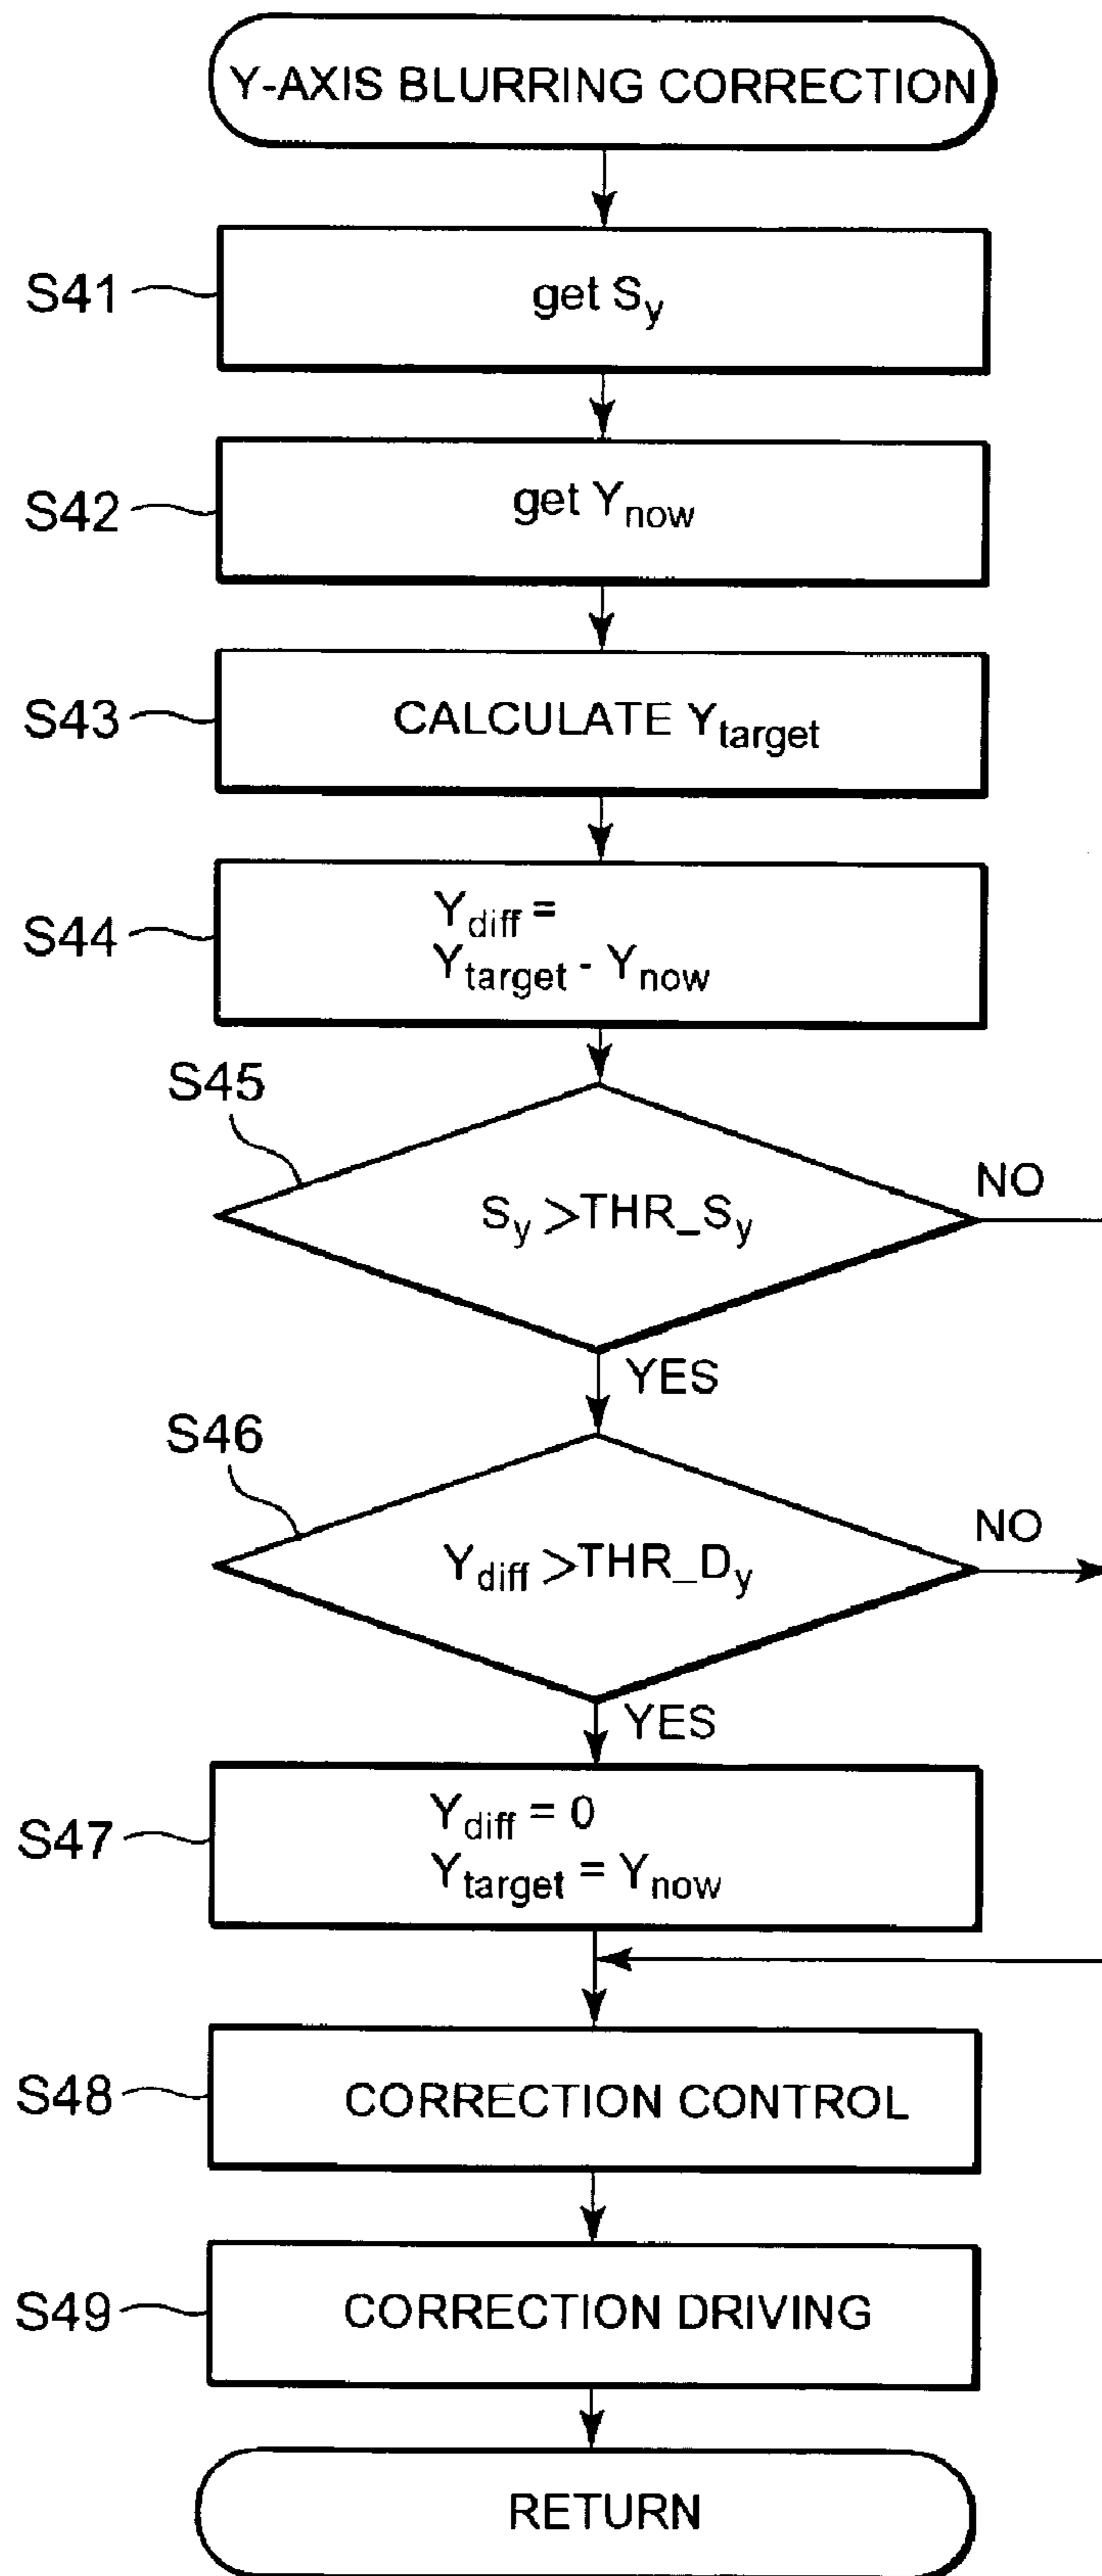 Y-AXIS BLURRING CORRECTION
S41
get Sy
S42
get Ynow
S43
CALCULATE Ytarget
S44
Ydiff =
Ytarget - Ynow
S45
Sy >THR_Sy
NO
YES
S46
Ydiff >THR_Dy
NO
YES
S47
Ydiff = 0
Ytarget = Ynow
S48
CORRECTION CONTROL
S49
CORRECTION DRIVING
RETURN